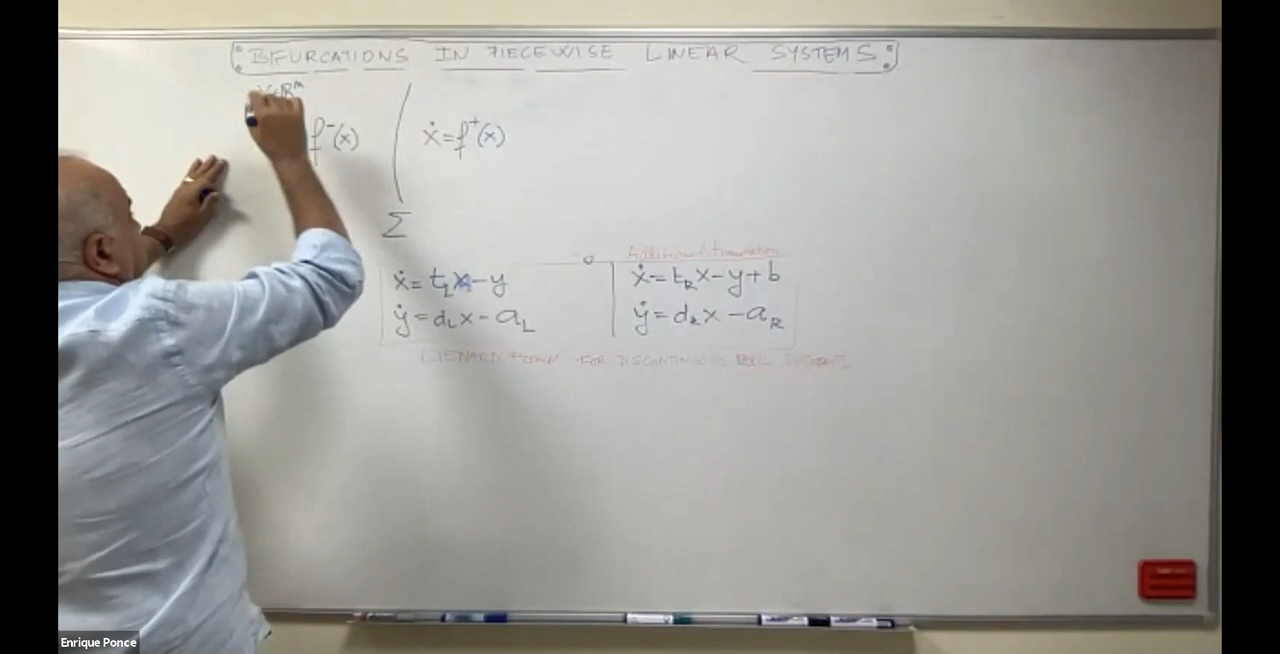 BIFURCATIONS IN PIECEWISE LINEAR SYSTEMS
f⁻(x)
ẋ=f⁺(x)
Σ
Additional translation
ẋ=t_L x-y
ẏ=d_L x-a_L
ẋ=t_R x-y+b
ẏ=d_R x-a_R
LIENARD FORM FOR DISCONTINUOUS SYSTEMS
Enrique Ponce